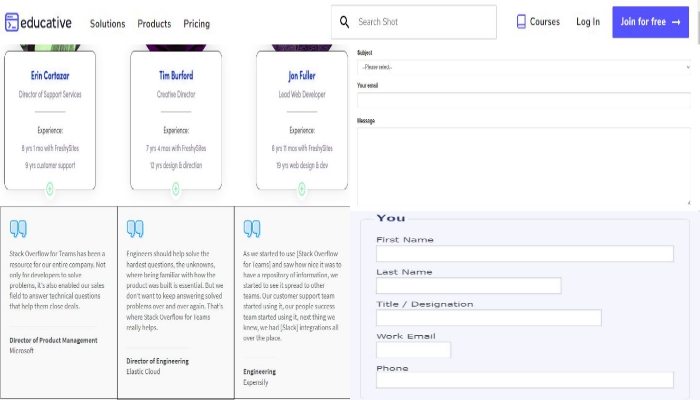 educative
Solutions
Products
Pricing
Search Shot
Courses
Log In
Join for free
Erin Cortazar
Director of Support Services
Experience:
8 yrs 1 mo with FreshySites
9 yrs customer support
Tim Burford
Creative Director
Experience:
7 yrs 4 mos with FreshySites
12 yrs design & direction
Jon Fuller
Lead Web Developer
Experience:
6 yrs 11 mos with FreshySites
19 yrs web design & dev
Subject
..Please select..
Your email
Message
Stack Overflow for Teams has been a
resource for our entire company. Not
only for developers to solve
problems, it's also enabled our sales
field to answer technical questions
that help them close deals.
Director of Product Management
Microsoft
Engineers should help solve the
hardest questions, the unknowns,
where being familiar with how the
product was built is essential. But we
don't want to keep answering solved
problems over and over again. That's
where Stack Overflow for Teams
really helps.
Director of Engineering
Elastic Cloud
As we started to use [Stack Overflow
for Teams] and saw how nice it was to
have a repository of information, we
started to see it spread to other
teams. Our customer support team
started using it, our people success
team started using it, next thing we
knew, we had [Slack] integrations all
over the place.
Engineering
Expensify
You
First Name
Last Name
Title / Designation
Work Email
Phone